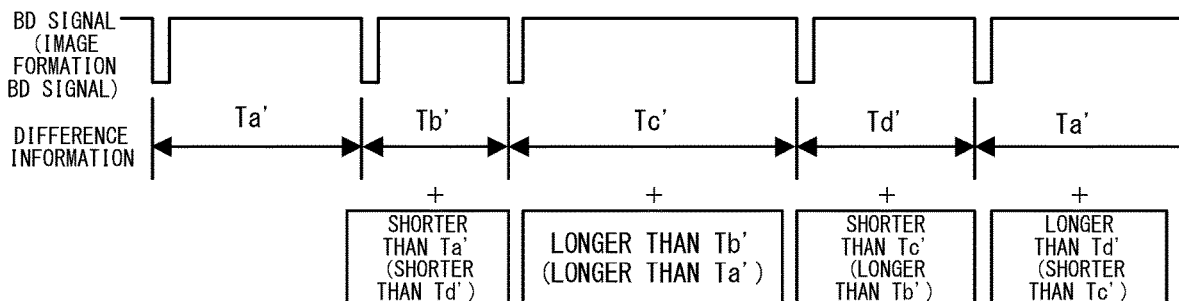 BD SIGNAL
(IMAGE
FORMATION
BD SIGNAL)
DIFFERENCE
INFORMATION
Ta'
Tb'
Tc'
Td'
Ta'
+
+
+
+
SHORTER
THAN Ta'
(SHORTER
THAN Td')
LONGER THAN Tb'
(LONGER THAN Ta')
SHORTER
THAN Tc'
(LONGER
THAN Tb')
LONGER
THAN Td'
(SHORTER
THAN Tc')